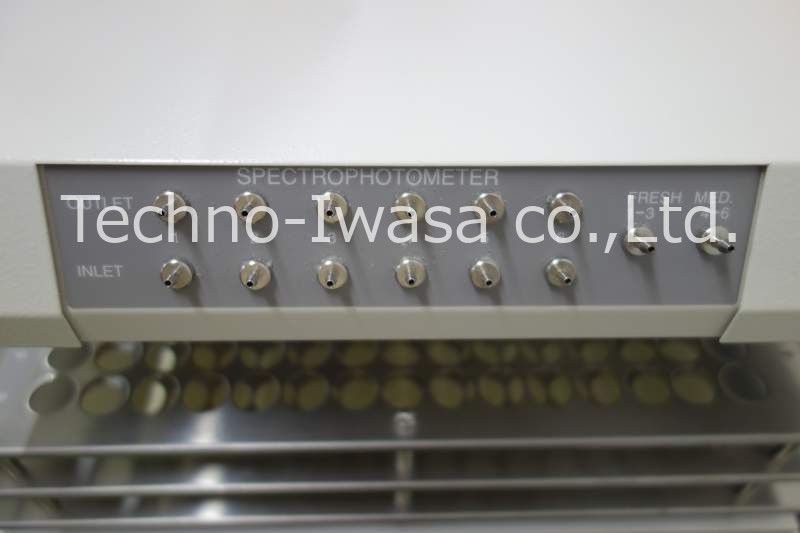 SPECTROPHOTOMETER
OUTLET
FRESH MED.
Techno-Iwasa co.,Ltd.
INLET